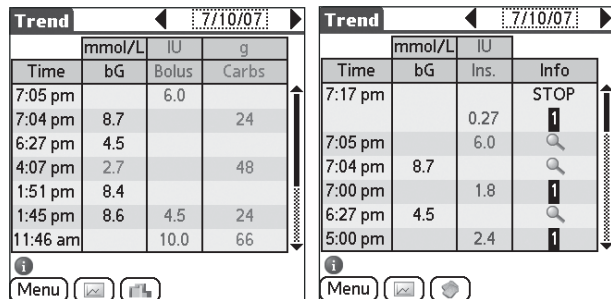 Trend 7/10/07
mmol/L IU g
Time bG Bolus Carbs
7:05 pm 6.0
7:04 pm 8.7 24
6:27 pm 4.5
4:07 pm 2.7 48
1:51 pm 8.4
1:45 pm 8.6 4.5 24
11:46 am 10.0 66
Menu
Trend 7/10/07
mmol/L IU
Time bG Ins. Info
7:17 pm STOP
0.27 1
7:05 pm 6.0
7:04 pm 8.7
7:00 pm 1.8 1
6:27 pm 4.5
5:00 pm 2.4 1
Menu